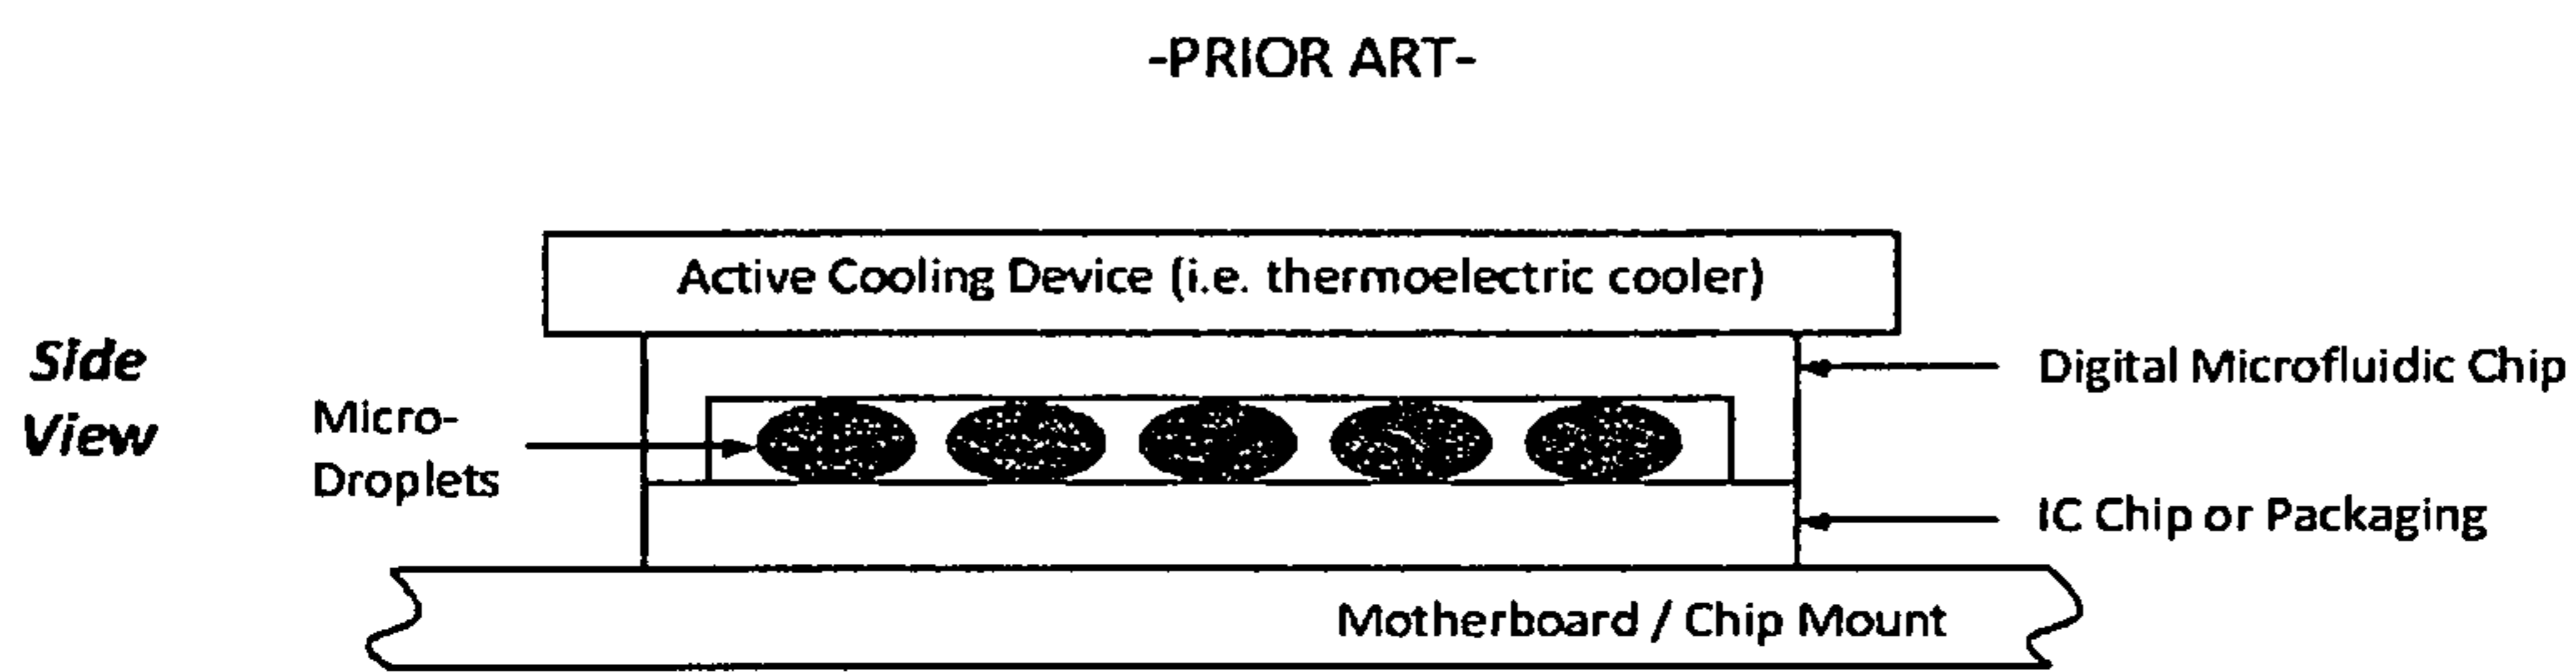 -PRIOR ART-
Active Cooling Device (i.e. thermoelectric cooler)
Side
View
Micro-
Droplets
Digital Microfluidic Chip
IC Chip or Packaging
Motherboard / Chip Mount